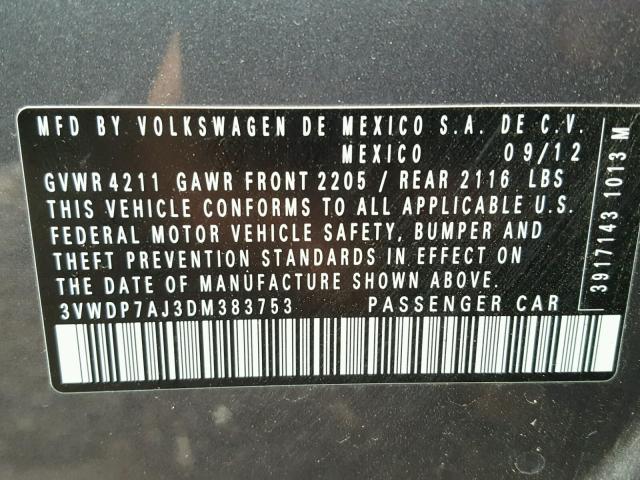 MFD BY VOLKSWAGEN DE MEXICO S.A. DE C.V.
MEXICO 09/12
GVWR 4211 GAWR FRONT 2205 / REAR 2116 LBS
THIS VEHICLE CONFORMS TO ALL APPLICABLE U.S.
FEDERAL MOTOR VEHICLE SAFETY, BUMPER AND
THEFT PREVENTION STANDARDS IN EFFECT ON
THE DATE OF MANUFACTURE SHOWN ABOVE.
3VWDP7AJ3DM383753 PASSENGER CAR
3917143 1013 M